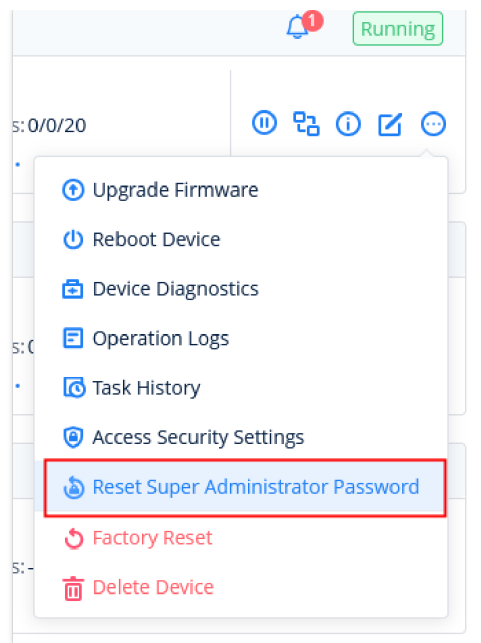 1
Running
s: 0/0/20
Upgrade Firmware
Reboot Device
Device Diagnostics
Operation Logs
s: 0
Task History
Access Security Settings
Reset Super Administrator Password
Factory Reset
s: -
Delete Device